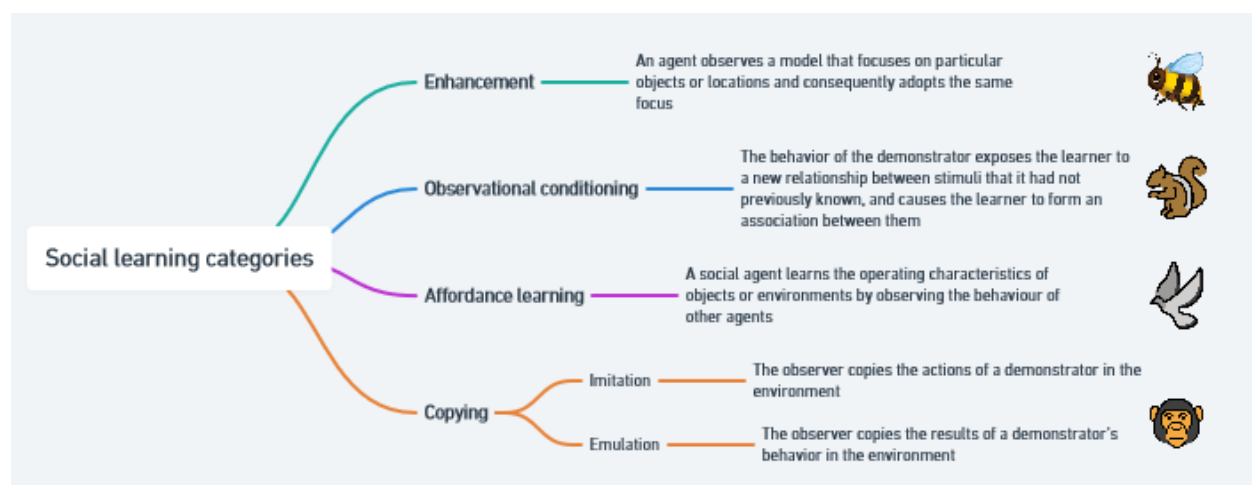 Enhancement
An agent observes a model that focuses on particular
objects or locations and consequently adopts the same
focus
Observational conditioning
The behavior of the demonstrator exposes the learner to
a new relationship between stimuli that it had not
previously known, and causes the learner to form an
association between them
Social learning categories
Affordance learning
A social agent learns the operating characteristics of
objects or environments by observing the behaviour of
other agents
Copying
Imitation
The observer copies the actions of a demonstrator in the
environment
Emulation
The observer copies the results of a demonstrator's
behavior in the environment